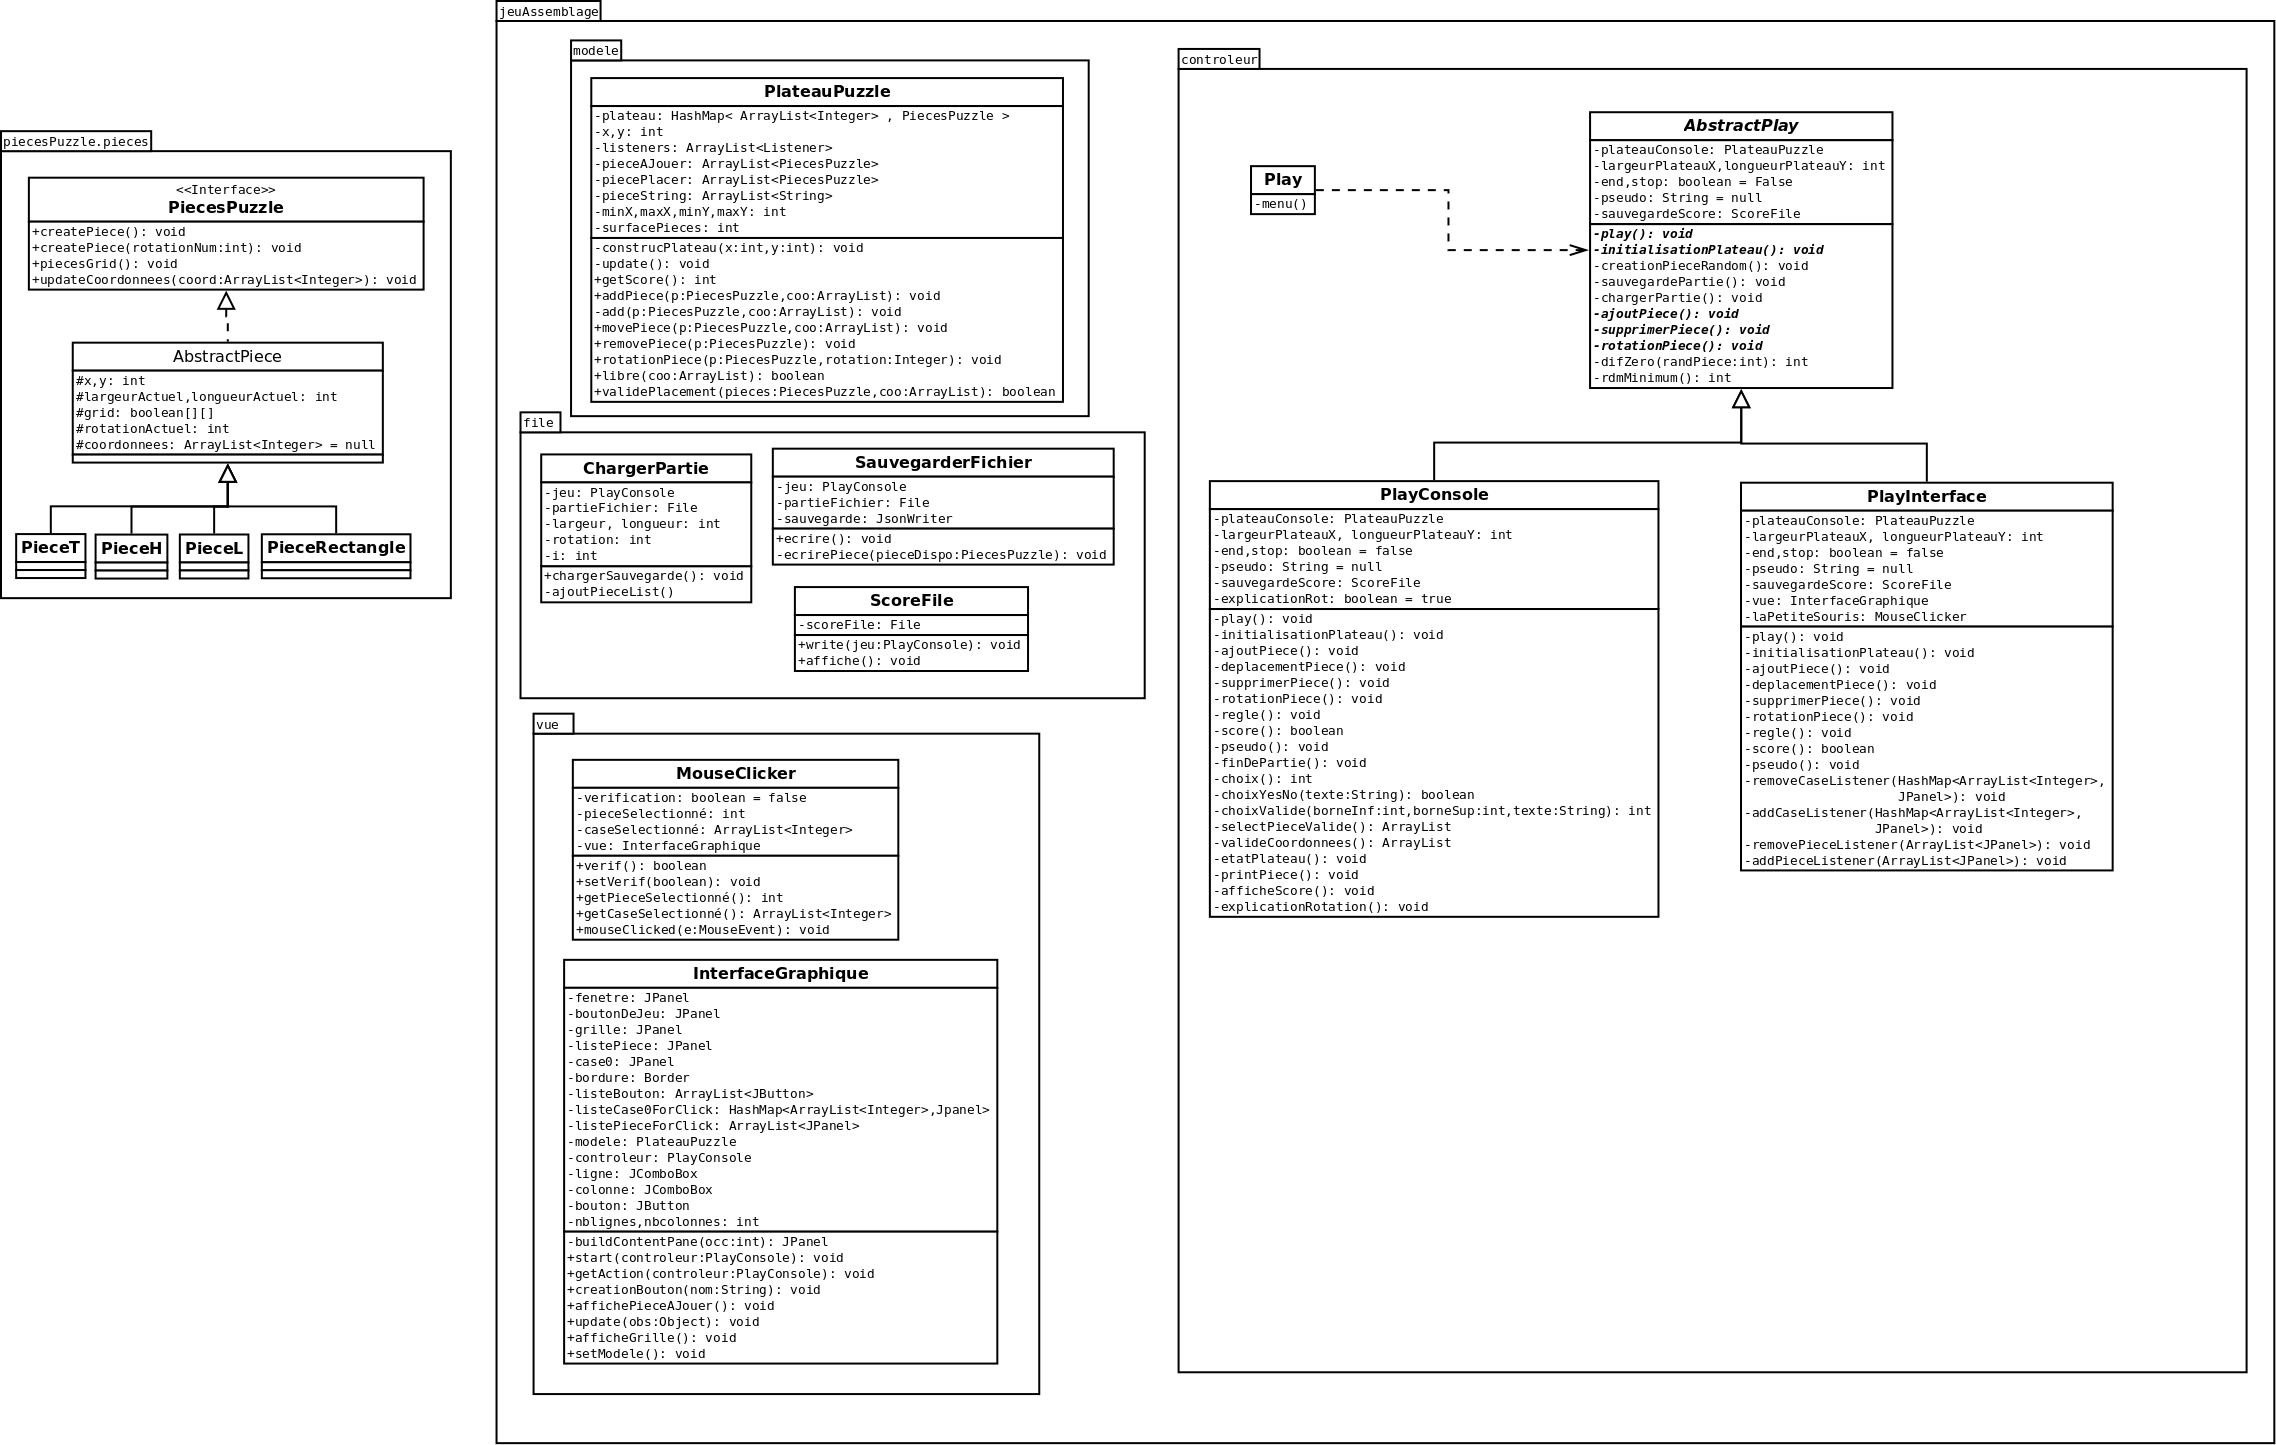 piecesPuzzle.pieces
<<Interface>>
PiecesPuzzle
+createPiece(): void
+createPiece(rotationNum:int): void
+piecesGrid(): void
+updateCoordonnees(coord:ArrayList<Integer>): void
AbstractPiece
#x,y: int
#largeurActuel,longueurActuel: int
#grid: boolean[][]
#rotationActuel: int
#coordonnees: ArrayList<Integer> = null
PieceT
PieceH
PieceL
PieceRectangle
jeuAssemblage
modele
PlateauPuzzle
-plateau: HashMap< ArrayList<Integer> , PiecesPuzzle >
-x,y: int
-listeners: ArrayList<Listener>
-pieceAJouer: ArrayList<PiecesPuzzle>
-piecePlacer: ArrayList<PiecesPuzzle>
-pieceString: ArrayList<String>
-minX,maxX,minY,maxY: int
-surfacePieces: int
-construcPlateau(x:int,y:int): void
-update(): void
+getScore(): int
+addPiece(p:PiecesPuzzle,coo:ArrayList): void
-add(p:PiecesPuzzle,coo:ArrayList): void
+movePiece(p:PiecesPuzzle,coo:ArrayList): void
+removePiece(p:PiecesPuzzle): void
+rotationPiece(p:PiecesPuzzle,rotation:Integer): void
+libre(coo:ArrayList): boolean
+validePlacement(pieces:PiecesPuzzle,coo:ArrayList): boolean
file
ChargerPartie
-jeu: PlayConsole
-partieFichier: File
-largeur, longueur: int
-rotation: int
-i: int
+chargerSauvegarde(): void
-ajoutPieceList()
SauvegarderFichier
-jeu: PlayConsole
-partieFichier: File
-sauvegarde: JsonWriter
+ecrire(): void
-ecrirePiece(pieceDispo:PiecesPuzzle): void
ScoreFile
-scoreFile: File
+write(jeu:PlayConsole): void
+affiche(): void
vue
MouseClicker
-verification: boolean = false
-pieceSelectionné: int
-caseSelectionné: ArrayList<Integer>
-vue: InterfaceGraphique
+verif(): boolean
+setVerif(boolean): void
+getPieceSelectionné(): int
+getCaseSelectionné(): ArrayList<Integer>
+mouseClicked(e:MouseEvent): void
InterfaceGraphique
-fenetre: JPanel
-boutonDeJeu: JPanel
-grille: JPanel
-listePiece: JPanel
-case0: JPanel
-bordure: Border
-listeBouton: ArrayList<JButton>
-listeCase0ForClick: HashMap<ArrayList<Integer>,Jpanel>
-listePieceForClick: ArrayList<JPanel>
-modele: PlateauPuzzle
-controleur: PlayConsole
-ligne: JComboBox
-colonne: JComboBox
-bouton: JButton
-nblignes,nbcolonnes: int
-buildContentPane(occ:int): JPanel
+start(controleur:PlayConsole): void
+getAction(controleur:PlayConsole): void
+creationBouton(nom:String): void
+affichePieceAJouer(): void
+update(obs:Object): void
+afficheGrille(): void
+setModele(): void
controleur
Play
-menu()
AbstractPlay
-plateauConsole: PlateauPuzzle
-largeurPlateauX,longueurPlateauY: int
-end,stop: boolean = False
-pseudo: String = null
-sauvegardeScore: ScoreFile
-play(): void
-initialisationPlateau(): void
-creationPieceRandom(): void
-sauvegardePartie(): void
-chargerPartie(): void
-ajoutPiece(): void
-supprimerPiece(): void
-rotationPiece(): void
-difZero(randPiece:int): int
-rdmMinimum(): int
PlayConsole
-plateauConsole: PlateauPuzzle
-largeurPlateauX, longueurPlateauY: int
-end,stop: boolean = false
-pseudo: String = null
-sauvegardeScore: ScoreFile
-explicationRot: boolean = true
-play(): void
-initialisationPlateau(): void
-ajoutPiece(): void
-deplacementPiece(): void
-supprimerPiece(): void
-rotationPiece(): void
-regle(): void
-score(): boolean
-pseudo(): void
-finDePartie(): void
-choix(): int
-choixYesNo(texte:String): boolean
-choixValide(borneInf:int,borneSup:int,texte:String): int
-selectPieceValide(): ArrayList
-valideCoordonnees(): ArrayList
-etatPlateau(): void
-printPiece(): void
-afficheScore(): void
-explicationRotation(): void
PlayInterface
-plateauConsole: PlateauPuzzle
-largeurPlateauX, longueurPlateauY: int
-end,stop: boolean = false
-pseudo: String = null
-sauvegardeScore: ScoreFile
-vue: InterfaceGraphique
-laPetiteSouris: MouseClicker
-play(): void
-initialisationPlateau(): void
-ajoutPiece(): void
-deplacementPiece(): void
-supprimerPiece(): void
-rotationPiece(): void
-regle(): void
-score(): boolean
-pseudo(): void
-removeCaseListener(HashMap<ArrayList<Integer>,
JPanel>): void
-addCaseListener(HashMap<ArrayList<Integer>,
JPanel>): void
-removePieceListener(ArrayList<JPanel>): void
-addPieceListener(ArrayList<JPanel>): void